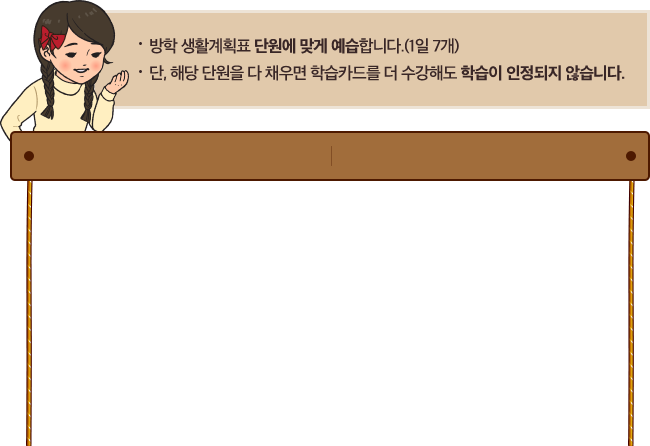 · 방학 생활계획표 단원에 맞게 예습합니다.(1일 7개)
· 단, 해당 단원을 다 채우면 학습카드를 더 수강해도 학습이 인정되지 않습니다.